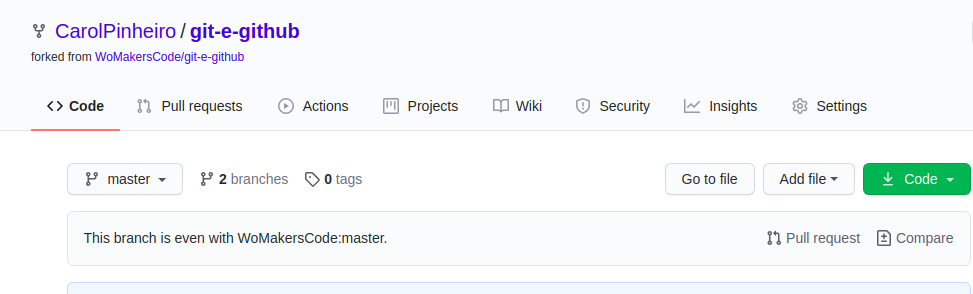 CarolPinheiro / git-e-github
forked from WoMakersCode/git-e-github
Code Pull requests Actions Projects Wiki Security Insights Settings
master 2 branches 0 tags Go to file Add file Code
This branch is even with WoMakersCode:master. Pull request Compare